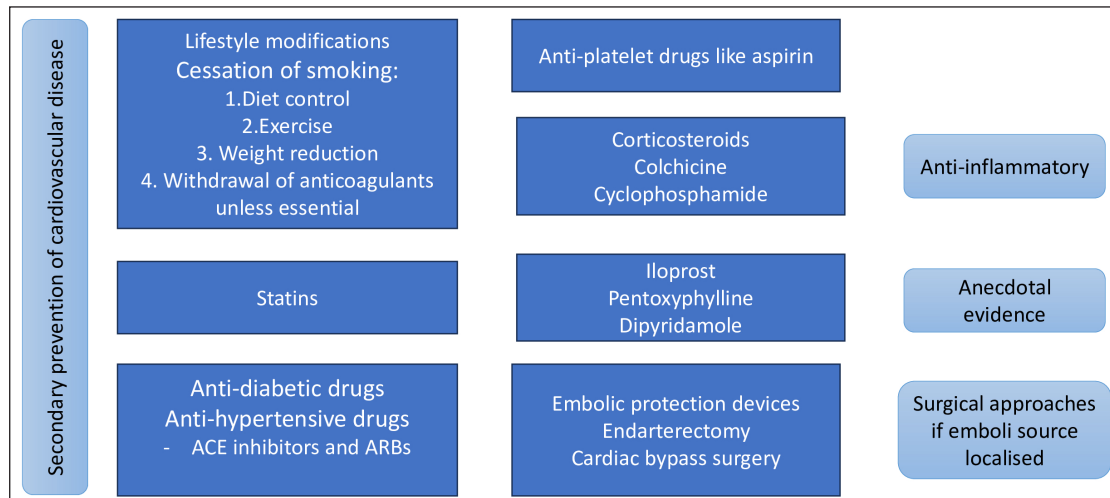 Secondary prevention of cardiovascular disease
Lifestyle modifications
Cessation of smoking:
1.Diet control
2.Exercise
3. Weight reduction
4. Withdrawal of anticoagulants
unless essential
Statins
Anti-diabetic drugs
Anti-hypertensive drugs
- ACE inhibitors and ARBs
Anti-platelet drugs like aspirin
Corticosteroids
Colchicine
Cyclophosphamide
Anti-inflammatory
Iloprost
Pentoxyphylline
Dipyridamole
Anecdotal
evidence
Embolic protection devices
Endarterectomy
Cardiac bypass surgery
Surgical approaches
if emboli source
localised